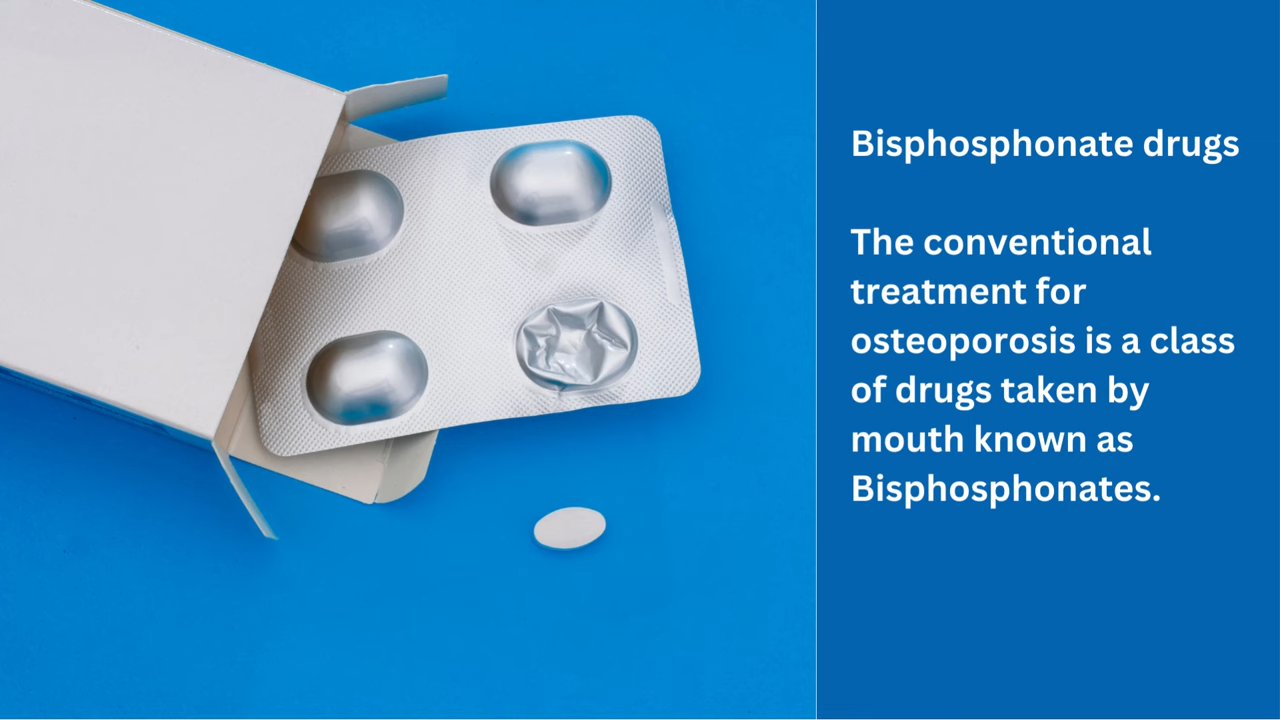 Bisphosphonate drugs
The conventional
treatment for
osteoporosis is a class
of drugs taken by
mouth known as
Bisphosphonates.